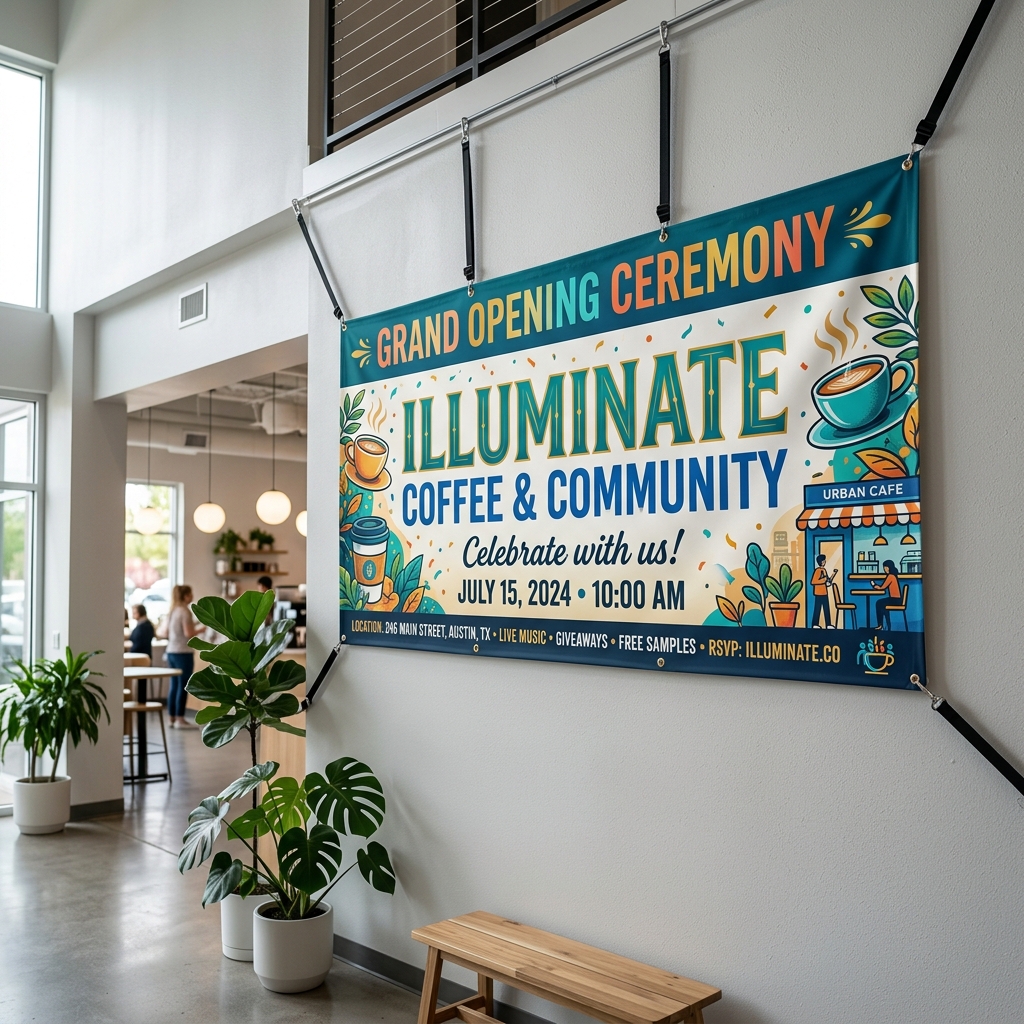 GRAND OPENING CEREMONY
ILLUMINATE
COFFEE & COMMUNITY
Celebrate with us!
JULY 15, 2024 • 10:00 AM
URBAN CAFE
LOCATION. 246 MAIN STREET, AUSTIN, TX • LIVE MUSIC • GIVEAWAYS • FREE SAMPLES • RSVP: ILLUMINATE.CO